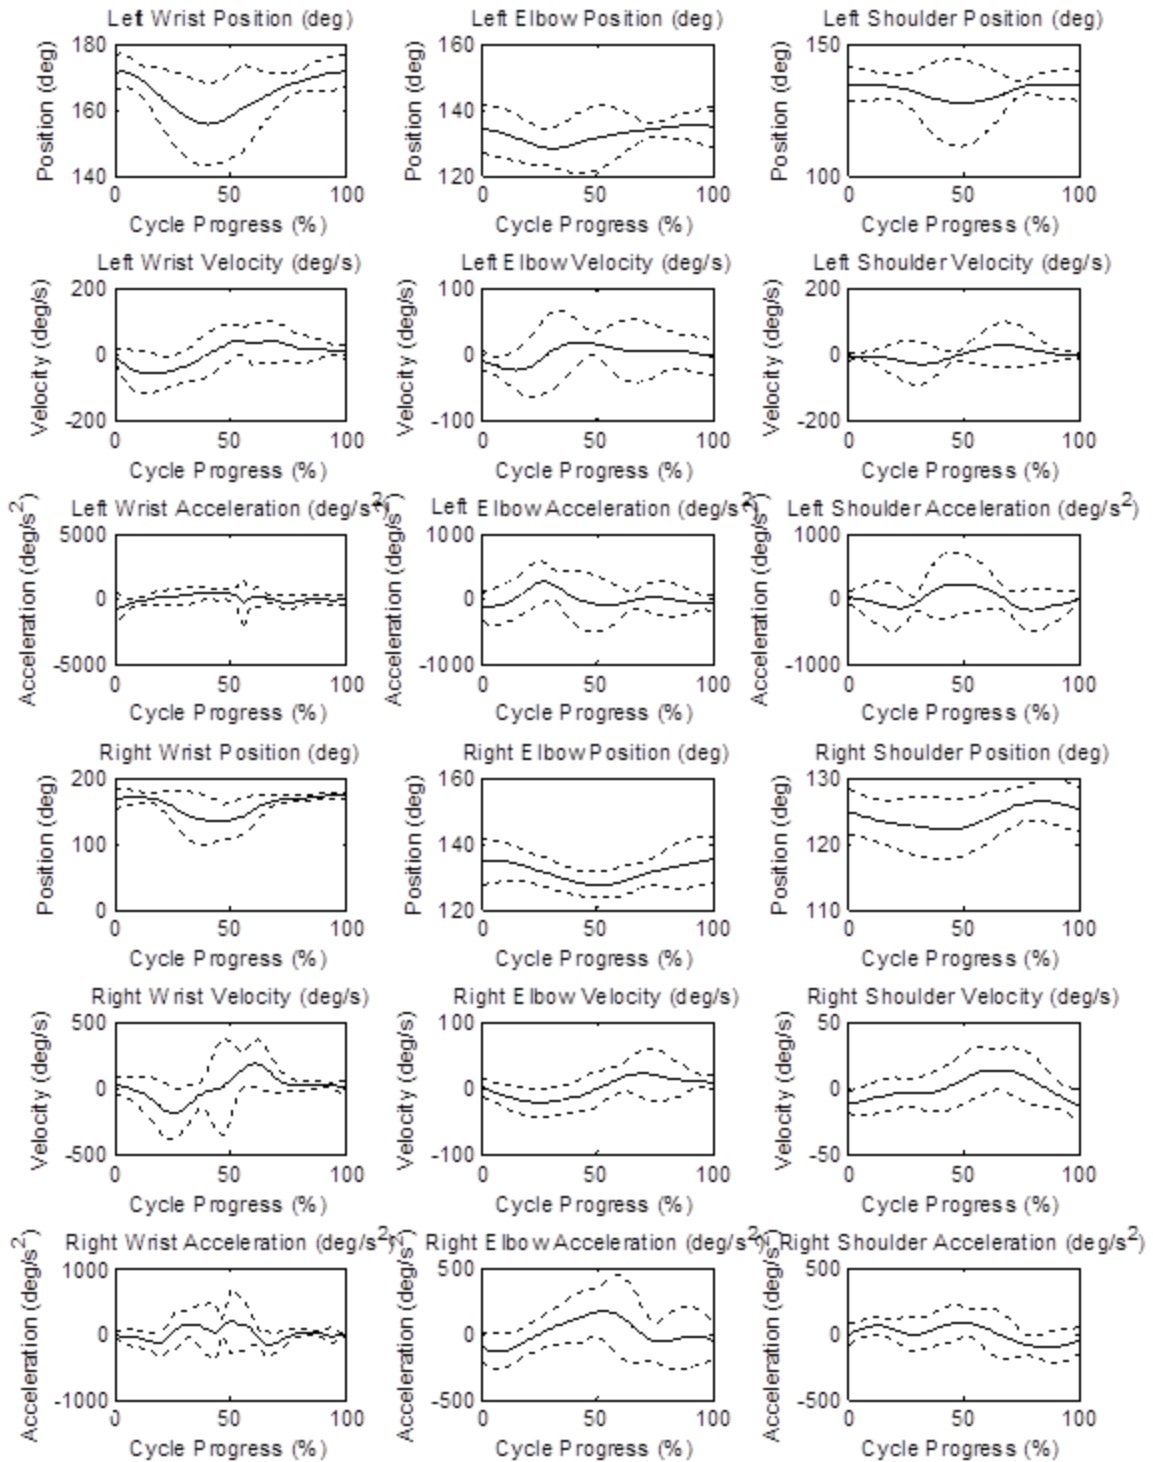 Left Wrist Position (deg) Left Elbow Position (deg) Left Shoulder Position (deg)
180 160 150
Position (deg) 160 Position (deg) 140 Position (deg)
140 120 100
0 50 100 0 50 100 0 50 100
Cycle Progress (%) Cycle Progress (%) Cycle Progress (%)
Left Wrist Velocity (deg/s) Left Elbow Velocity (deg/s) Left Shoulder Velocity (deg/s)
200 100 200
Velocity (deg/s) 0 Velocity (deg/s) 0 Velocity (deg/s) 0
-200 -100 -200
0 50 100 0 50 100 0 50 100
Cycle Progress (%) Cycle Progress (%) Cycle Progress (%)
Left Wrist Acceleration (deg/s²) Left Elbow Acceleration (deg/s²) Left Shoulder Acceleration (deg/s²)
5000 1000 1000
Acceleration (deg/s²) 0 Acceleration (deg/s²) 0 Acceleration (deg/s²) 0
-5000 -1000 -1000
0 50 100 0 50 100 0 50 100
Cycle Progress (%) Cycle Progress (%) Cycle Progress (%)
Right Wrist Position (deg) Right Elbow Position (deg) Right Shoulder Position (deg)
200 160 130
Position (deg) 100 Position (deg) 140 Position (deg) 120
0 120 110
0 50 100 0 50 100 0 50 100
Cycle Progress (%) Cycle Progress (%) Cycle Progress (%)
Right Wrist Velocity (deg/s) Right Elbow Velocity (deg/s) Right Shoulder Velocity (deg/s)
500 100 50
Velocity (deg/s) 0 Velocity (deg/s) 0 Velocity (deg/s) 0
-500 -100 -50
0 50 100 0 50 100 0 50 100
Cycle Progress (%) Cycle Progress (%) Cycle Progress (%)
Right Wrist Acceleration (deg/s²) Right Elbow Acceleration (deg/s²) Right Shoulder Acceleration (deg/s²)
1000 500 500
Acceleration (deg/s²) 0 Acceleration (deg/s²) 0 Acceleration (deg/s²) 0
-1000 -500 -500
0 50 100 0 50 100 0 50 100
Cycle Progress (%) Cycle Progress (%) Cycle Progress (%)